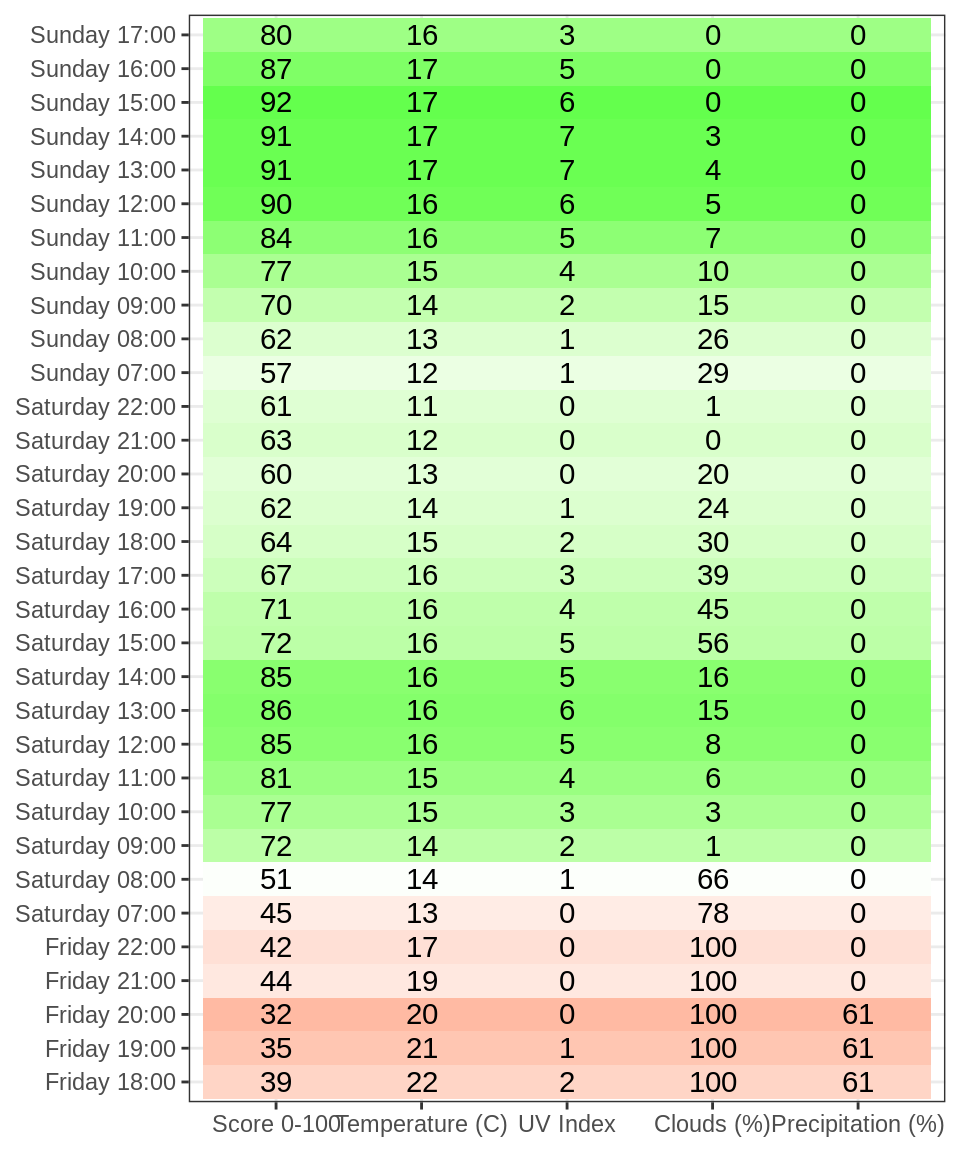 Sunday 17:00 80 16 3 0 0
Sunday 16:00 87 17 5 0 0
Sunday 15:00 92 17 6 0 0
Sunday 14:00 91 17 7 3 0
Sunday 13:00 91 17 7 4 0
Sunday 12:00 90 16 6 5 0
Sunday 11:00 84 16 5 7 0
Sunday 10:00 77 15 4 10 0
Sunday 09:00 70 14 2 15 0
Sunday 08:00 62 13 1 26 0
Sunday 07:00 57 12 1 29 0
Saturday 22:00 61 11 0 1 0
Saturday 21:00 63 12 0 0 0
Saturday 20:00 60 13 0 20 0
Saturday 19:00 62 14 1 24 0
Saturday 18:00 64 15 2 30 0
Saturday 17:00 67 16 3 39 0
Saturday 16:00 71 16 4 45 0
Saturday 15:00 72 16 5 56 0
Saturday 14:00 85 16 5 16 0
Saturday 13:00 86 16 6 15 0
Saturday 12:00 85 16 5 8 0
Saturday 11:00 81 15 4 6 0
Saturday 10:00 77 15 3 3 0
Saturday 09:00 72 14 2 1 0
Saturday 08:00 51 14 1 66 0
Saturday 07:00 45 13 0 78 0
Friday 22:00 42 17 0 100 0
Friday 21:00 44 19 0 100 0
Friday 20:00 32 20 0 100 61
Friday 19:00 35 21 1 100 61
Friday 18:00 39 22 2 100 61
Score 0-100 Temperature (C) UV Index Clouds (%) Precipitation (%)